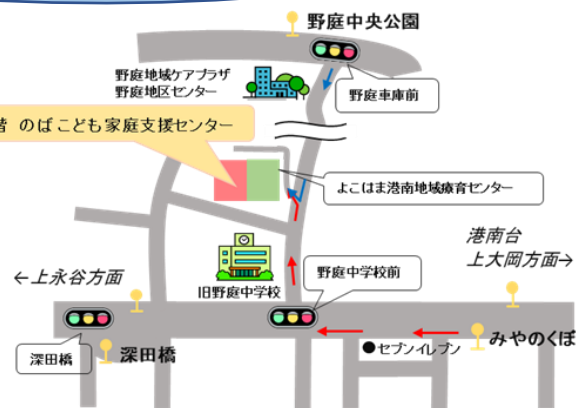 野庭中央公園
野庭地域ケアプラザ
野庭地区センター
野庭車庫前
階 のばこども家庭支援センター
よこはま港南地域療育センター
港南台
上大岡方面→
←上永谷方面
旧野庭中学校
野庭中学校前
深田橋
深田橋
●セブンイレブン
みやのくぼ